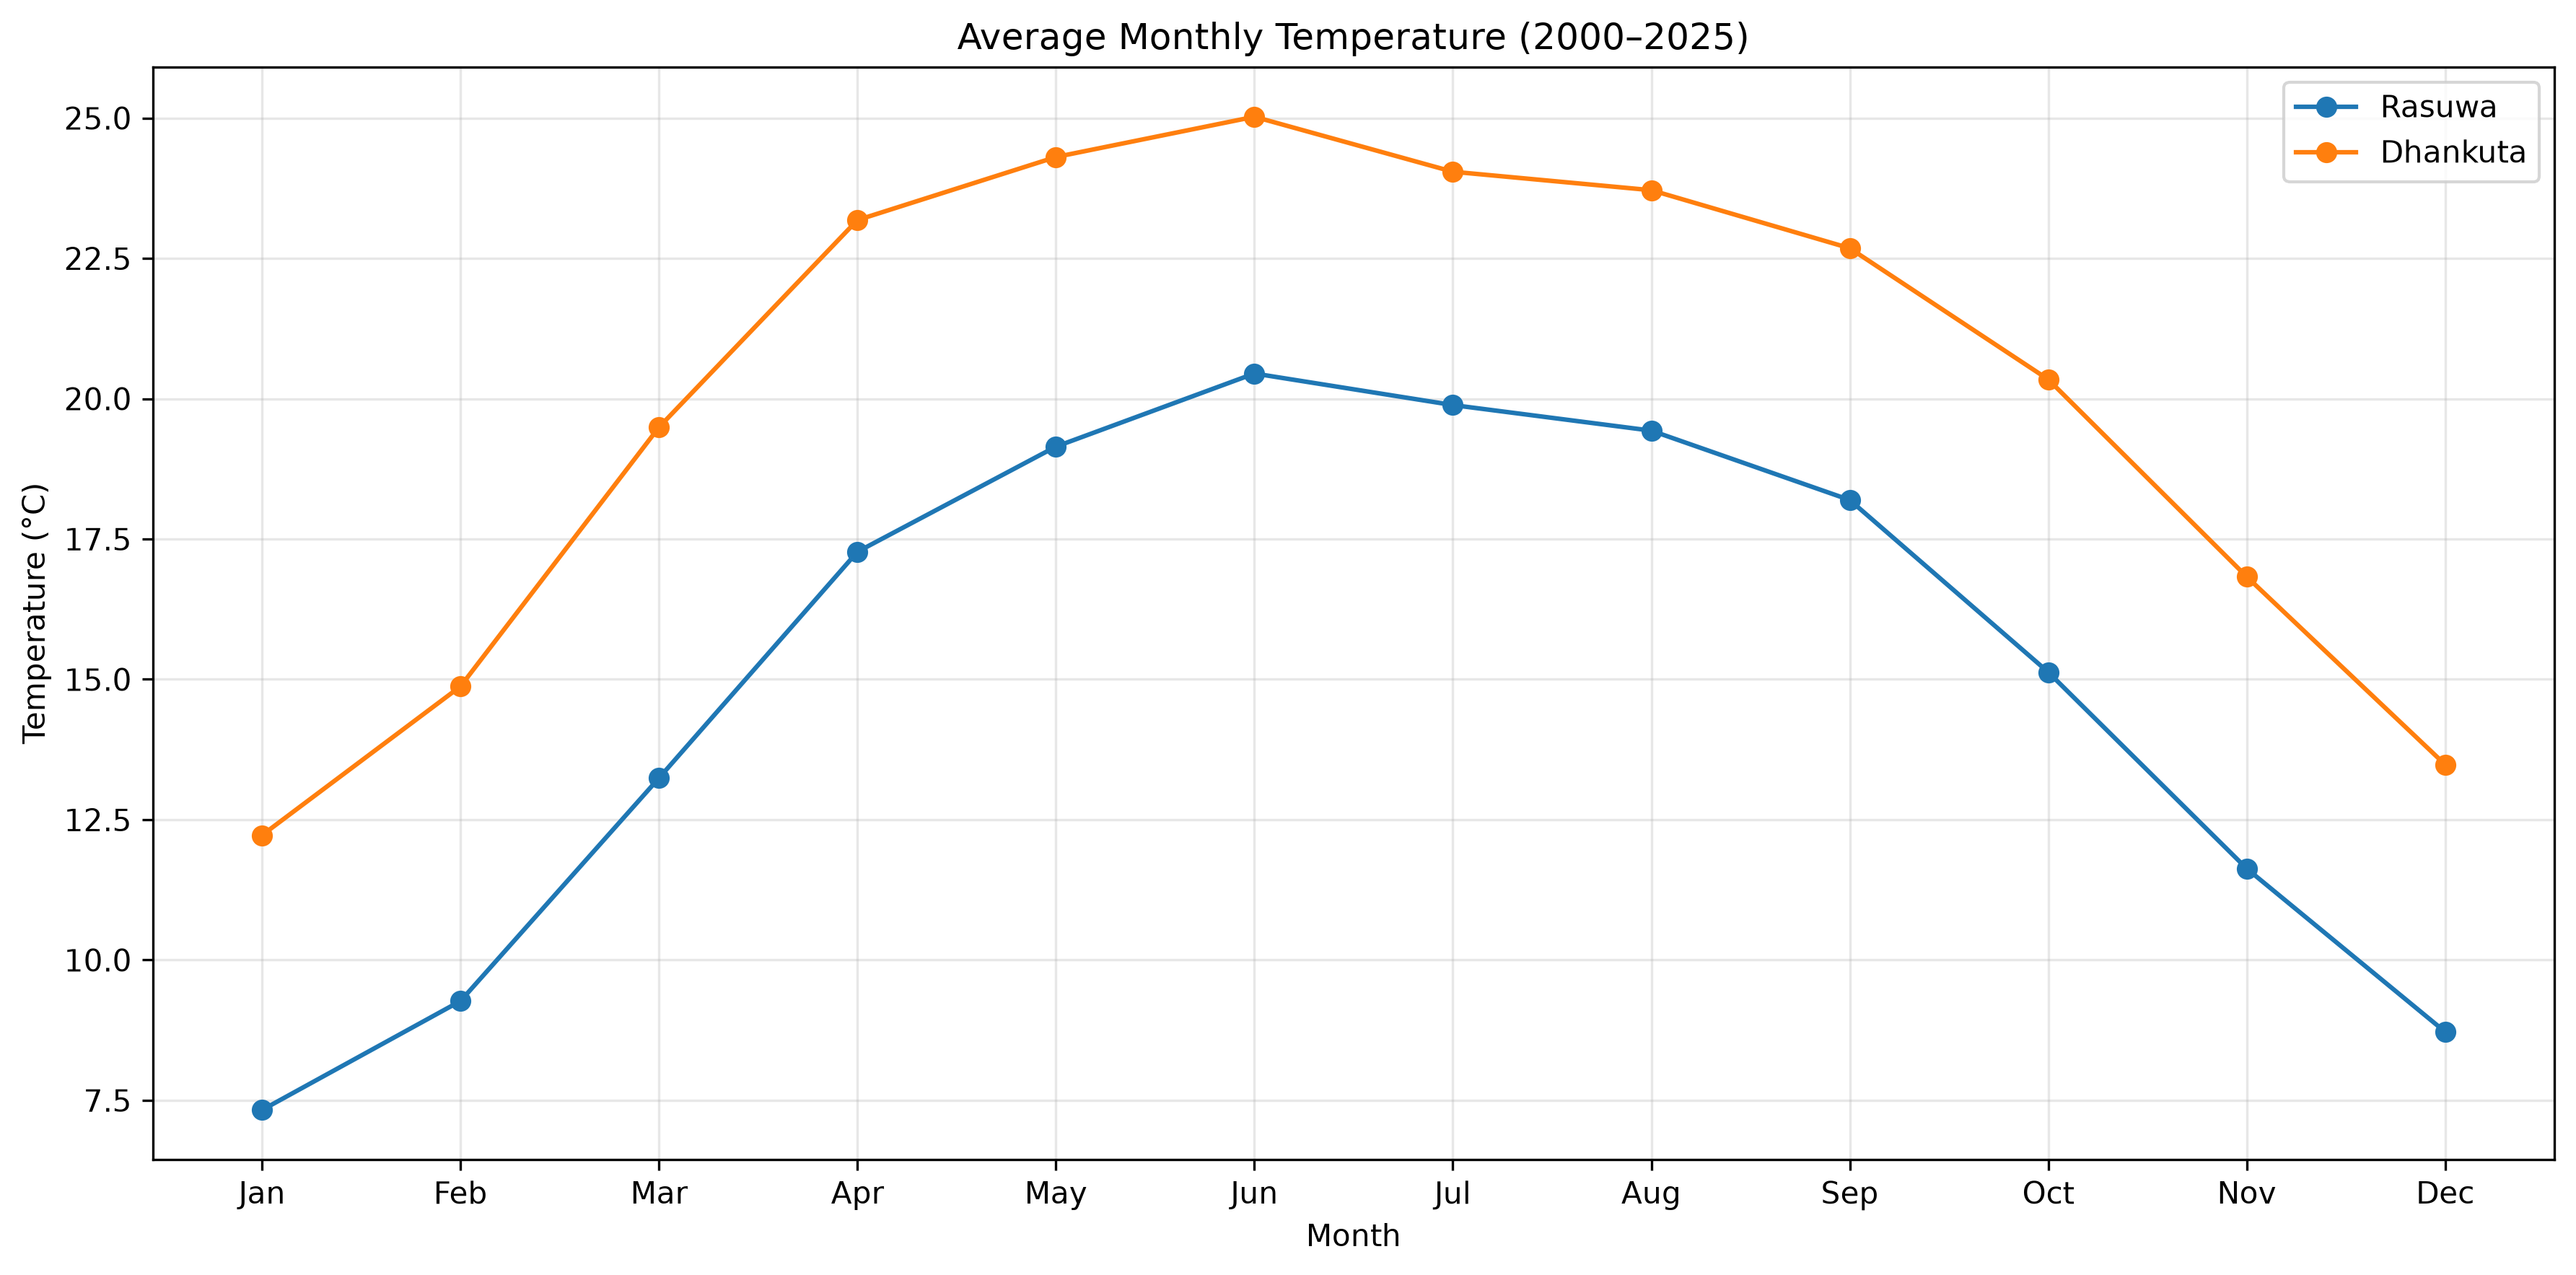 Average Monthly Temperature (2000–2025)
Rasuwa
Dhankuta
Temperature (°C)
25.0
22.5
20.0
17.5
15.0
12.5
10.0
7.5
Jan Feb Mar Apr May Jun Jul Aug Sep Oct Nov Dec
Month